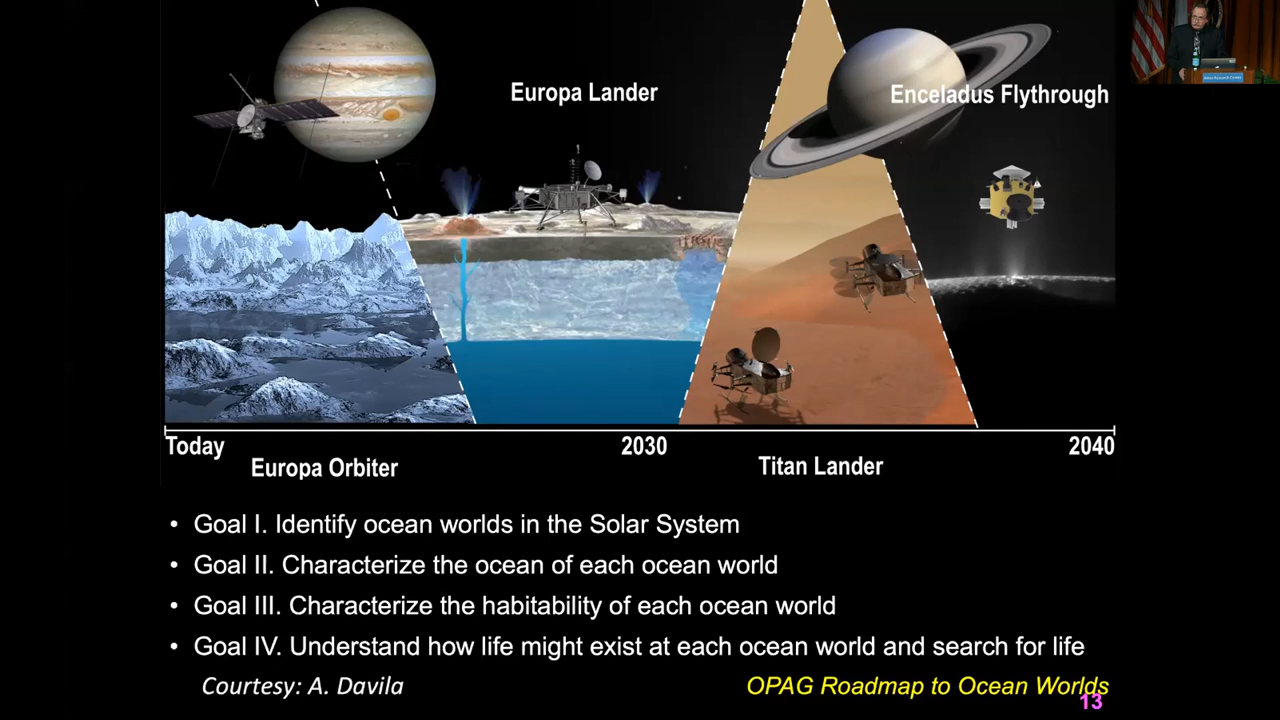 Europa Lander
Enceladus Flythrough
Today
2030
2040
Europa Orbiter
Titan Lander
• Goal I. Identify ocean worlds in the Solar System
• Goal II. Characterize the ocean of each ocean world
• Goal III. Characterize the habitability of each ocean world
• Goal IV. Understand how life might exist at each ocean world and search for life
Courtesy: A. Davila
OPAG Roadmap to Ocean Worlds
13